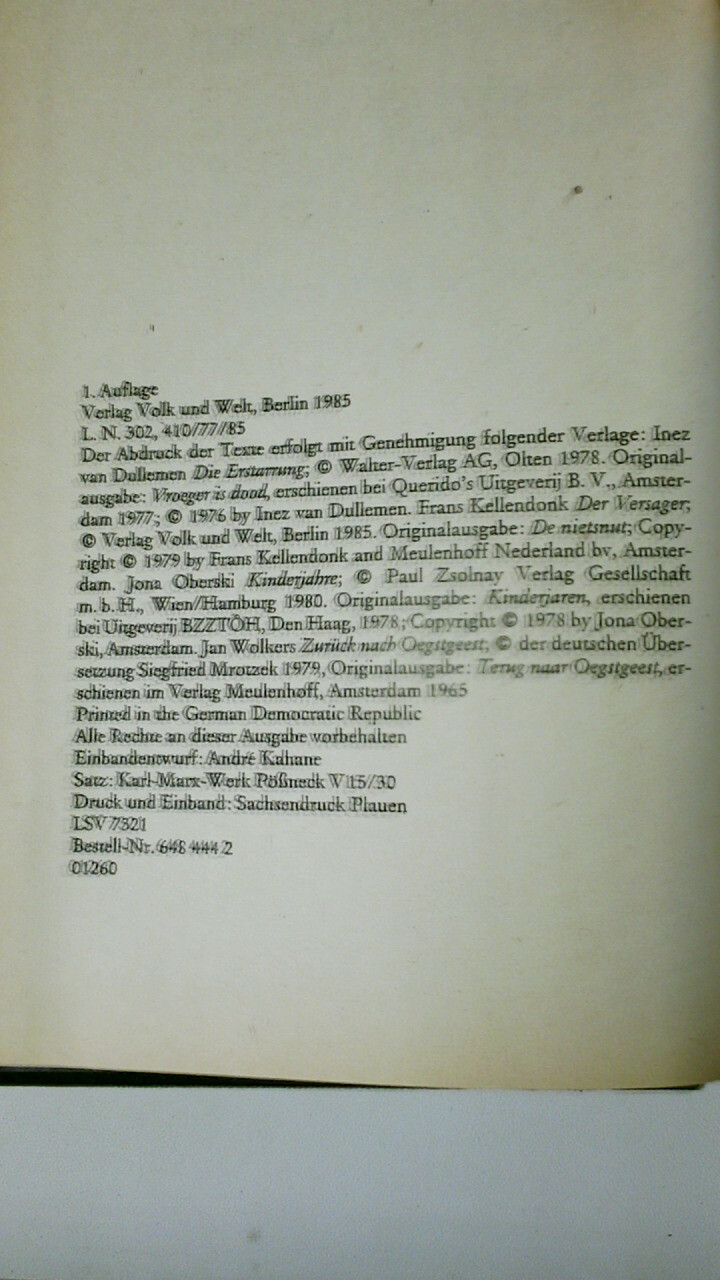 1. Auflage
Verlag Volk und Welt, Berlin 1985
L. N. 302, 410/77/85
Der Abdruck der Texte erfolgt mit Genehmigung folgender Verlage: Inez
van Dullemen Die Erstarrung; © Walter-Verlag AG, Olten 1978. Original-
ausgabe: Vroeger is dood, erschienen bei Querido's Uitgeverij B. V., Amster-
dam 1977; © 1976 by Inez van Dullemen. Frans Kellendonk Der Versager;
© Verlag Volk und Welt, Berlin 1985. Originalausgabe: De nietsnut; Copy-
right © 1979 by Frans Kellendonk and Meulenhoff Nederland bv, Amster-
dam. Jona Oberski Kinderjahre; © Paul Zsolnay Verlag Gesellschaft
m. b. H., Wien/Hamburg 1980. Originalausgabe: Kinderjaren, erschienen
bei Uitgeverij BZZTÔH, Den Haag, 1978; Copyright © 1978 by Jona Ober-
ski, Amsterdam. Jan Wolkers Zurück nach Oegstgeest; © der deutschen Über-
setzung Siegfried Mrotzek 1979, Originalausgabe: Terug naar Oegstgeest, er-
schienen im Verlag Meulenhoff, Amsterdam 1965
Printed in the German Democratic Republic
Alle Rechte an dieser Ausgabe vorbehalten
Einbandentwurf: André Kahane
Satz: Karl-Marx-Werk Pößneck V 15/30
Druck und Einband: Sachsendruck Plauen
LSV 7321
Bestell-Nr. 648 444 2
01260